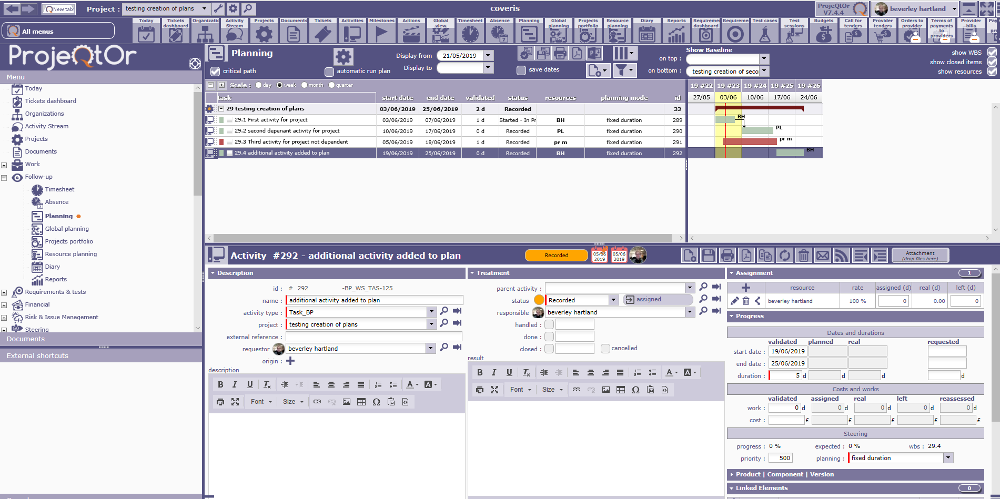 New tab
Project : testing creation of plans
coveris
ProjeQtOr
V7.4.4
beverley hartland
All menus
Today
Tickets dashboard
Organizatic
Activity Stream
Projects
Documents
Tickets
Activities
Milestones
Actions
Global view
Timesheet
Absence
Planning
Global planning
Projects portfolio
Resource planning
Diary
Reports
Requireme dashboard
Requireme
Test cases
Test sessions
Budgets
Call for tenders
Provider tenders
Orders to provider
Terms of payments to providers
Provider bills
ProjeQtOr
Menu
Today
Tickets dashboard
Organizations
Activity Stream
Projects
Documents
Work
Follow-up
Timesheet
Absence
Planning
Global planning
Projects portfolio
Resource planning
Diary
Reports
Requirements & tests
Financial
Risk & Issue Management
Steering
Documents
External shortcuts
Planning
critical path
automatic run plan
Display from 21/05/2019
Display to
save dates
Show Baseline
on top :
on bottom : testing creation of seco
show WBS
show closed items
show resources
Scale : day week month quarter
19 #22 19 #23 19 #24 19 #25 19 #26
task start date end date validated status resources planning mode id
27/05 03/06 10/06 17/06 24/06
29 testing creation of plans 03/06/2019 25/06/2019 2 d Recorded 33
29.1 First activity for project 03/06/2019 07/06/2019 1 d Started - In Pr BH fixed duration 289
BH
29.2 second depenant activity for project 10/06/2019 17/06/2019 0 d Recorded PL fixed duration 290
PL
29.3 Third activity for project not dependent 05/06/2019 18/06/2019 1 d Recorded pr m fixed duration 291
pr m
29.4 additional activity added to plan 19/06/2019 25/06/2019 0 d Recorded BH fixed duration 292
BH
Activity #292 - additional activity added to plan
Recorded
05/06 2019
05/06 2019
Attachment
(drop files here)
Description
id : # 292 -BP_WS_TAS-125
name : additional activity added to plan
activity type : Task_BP
project : testing creation of plans
external reference :
requestor beverley hartland
origin :
description
B I U Tx
A A
Font Size
Treatment
parent activity :
status Recorded assigned
responsible beverley hartland
handled :
done :
closed : cancelled
result
B I U Tx
A A
Font Size
Assignment 1
resource rate assigned (d) real (d) left (d)
beverley hartland 100 % 0 0.00 0
Progress
Dates and durations
validated planned real requested
start date : 19/06/2019
end date : 25/06/2019
duration : 5 d d d d
Costs and works
validated assigned real left reassessed
work : 0 d 0 d 0 d 0 d 0 d
cost : £ £ £ £ £
Steering
progress : 0 % expected : 0 % wbs : 29.4
priority : 500 planning : fixed duration
Product | Component | Version
Linked Elements 0